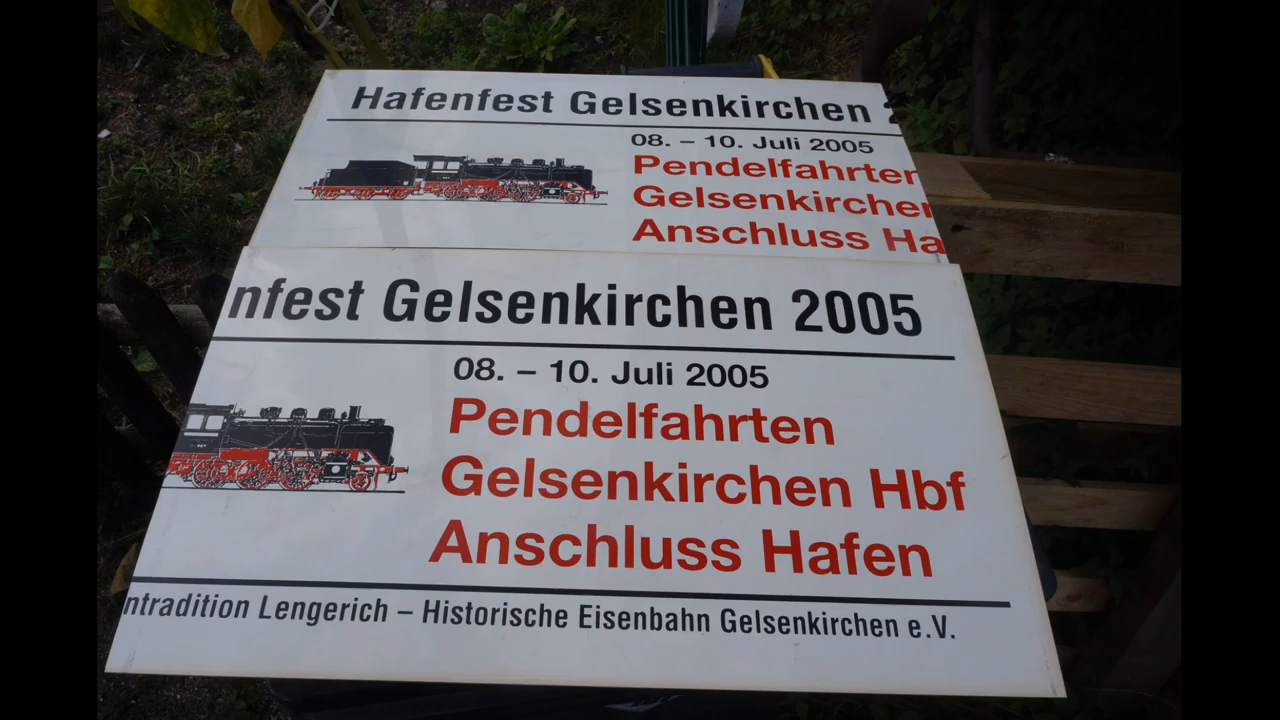 Hafenfest Gelsenkirchen
08. – 10. Juli 2005
Pendelfahrten
Gelsenkirchen
Anschluss Ha
nfest Gelsenkirchen 2005
08. – 10. Juli 2005
Pendelfahrten
Gelsenkirchen Hbf
Anschluss Hafen
ntradition Lengerich – Historische Eisenbahn Gelsenkirchen e.V.